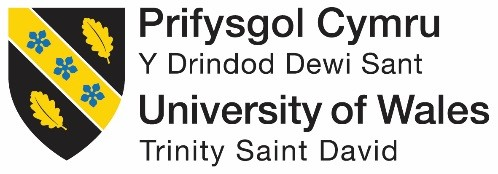 Prifysgol Cymru
Y Drindod Dewi Sant
University of Wales
Trinity Saint David